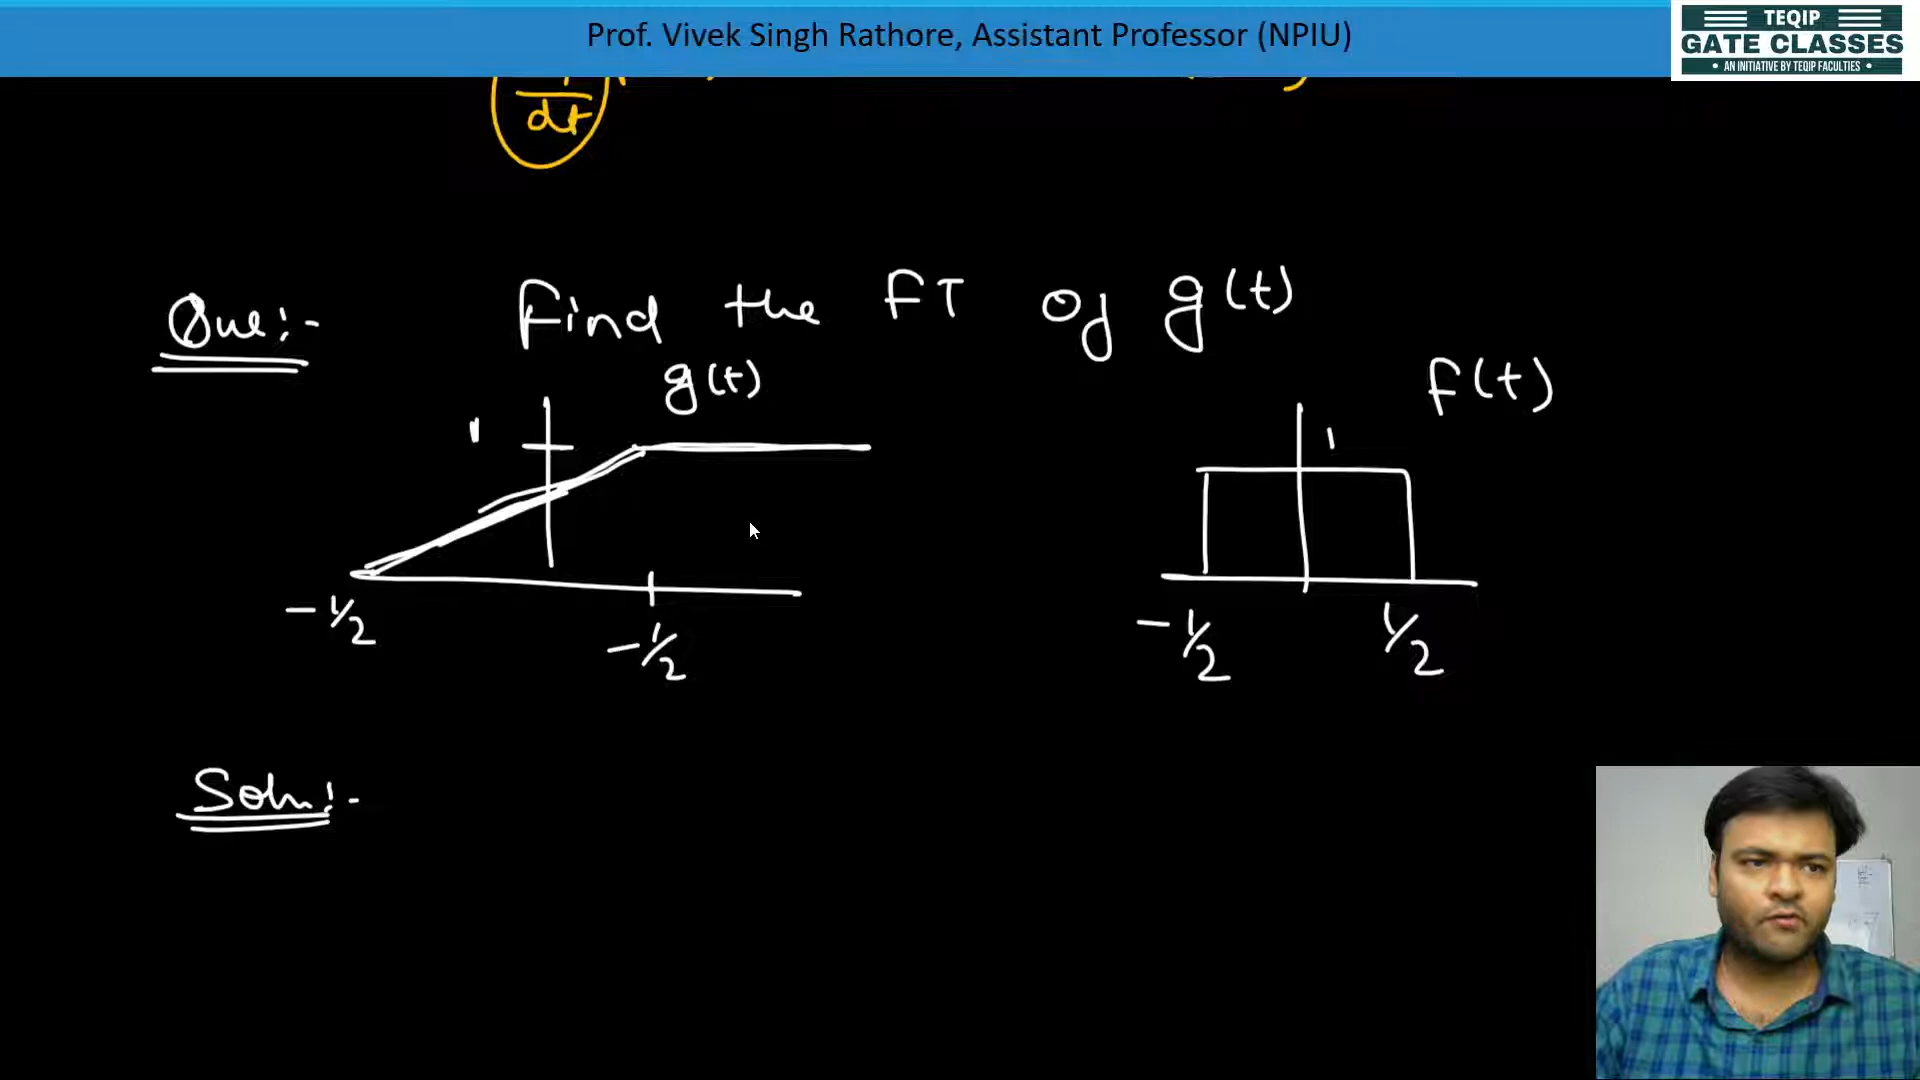 Prof. Vivek Singh Rathore, Assistant Professor (NPIU)
TEQIP
GATE CLASSES
• AN INITIATIVE BY TEQIP FACULTIES •
dt
Que:- Find the FT of g(t)
g(t)
f(t)
1
1
-1/2
-1/2
-1/2
1/2
Soln:-